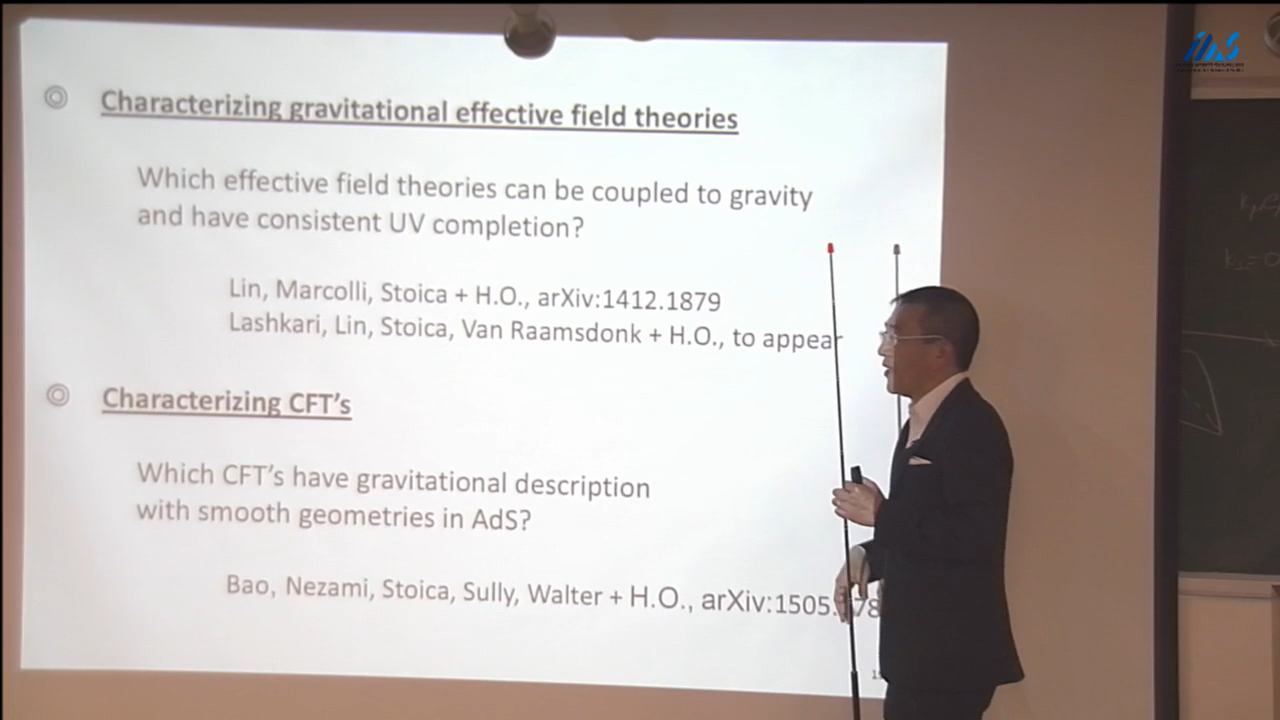 Characterizing gravitational effective field theories
Which effective field theories can be coupled to gravity
and have consistent UV completion?
Lin, Marcolli, Stoica + H.O., arXiv:1412.1879
Lashkari, Lin, Stoica, Van Raamsdonk + H.O., to appear
Characterizing CFT's
Which CFT's have gravitational description
with smooth geometries in AdS?
Bao, Nezami, Stoica, Sully, Walter + H.O.,